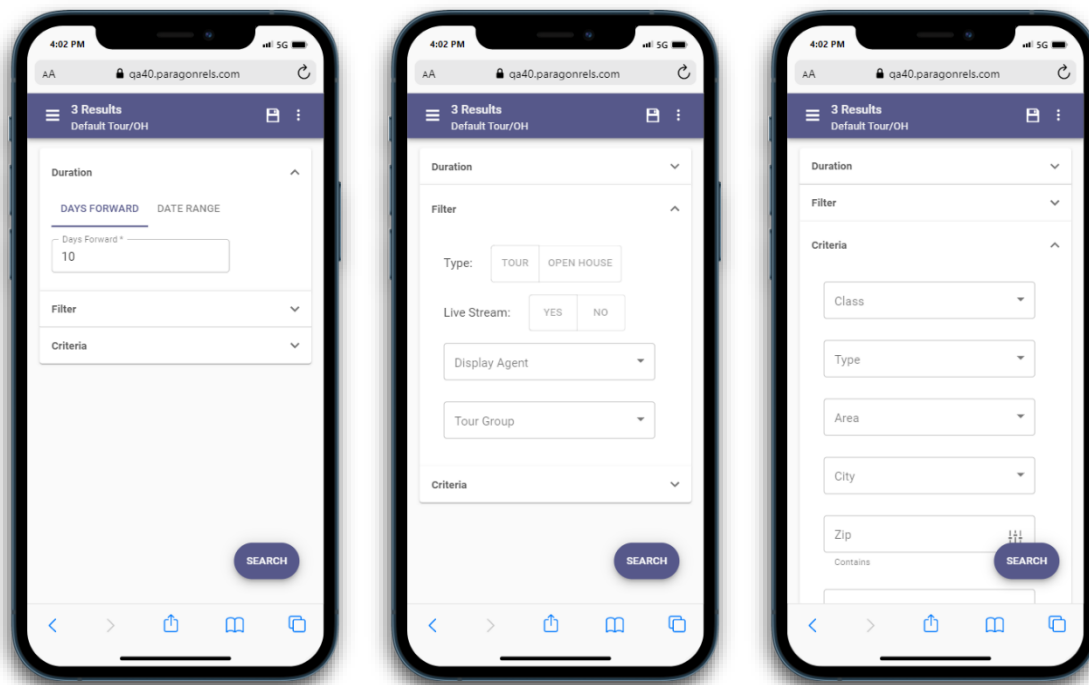 4:02 PM 5G
AA qa40.paragonrels.com
3 Results
Default Tour/OH
Duration
DAYS FORWARD DATE RANGE
Days Forward *
10
Filter
Criteria
SEARCH
4:02 PM 5G
AA qa40.paragonrels.com
3 Results
Default Tour/OH
Duration
Filter
Type: TOUR OPEN HOUSE
Live Stream: YES NO
Display Agent
Tour Group
Criteria
SEARCH
4:02 PM 5G
AA qa40.paragonrels.com
3 Results
Default Tour/OH
Duration
Filter
Criteria
Class
Type
Area
City
Zip
Contains
SEARCH